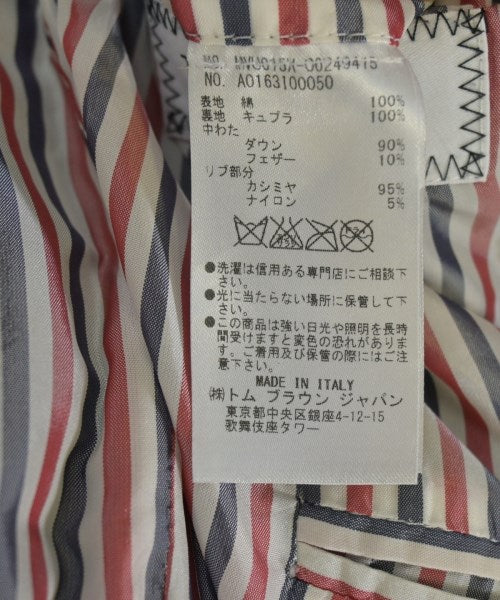 NO. MVU015X-00249415
NO. A0163100050
表地 綿 100%
裏地 キュプラ 100%
中わた
ダウン 90%
フェザー 10%
リブ部分
カシミヤ 95%
ナイロン 5%
●洗濯は信用ある専門店にご相談下
さい。
●光に当たらない場所に保管して下
さい。
●この商品は強い日光や照明を長時
間受けますと変色の恐れがありま
す。ご着用及び保管の際にはご注
意下さい。
MADE IN ITALY
㈱トム ブラウン ジャパン
東京都中央区銀座4-12-15
歌舞伎座タワー